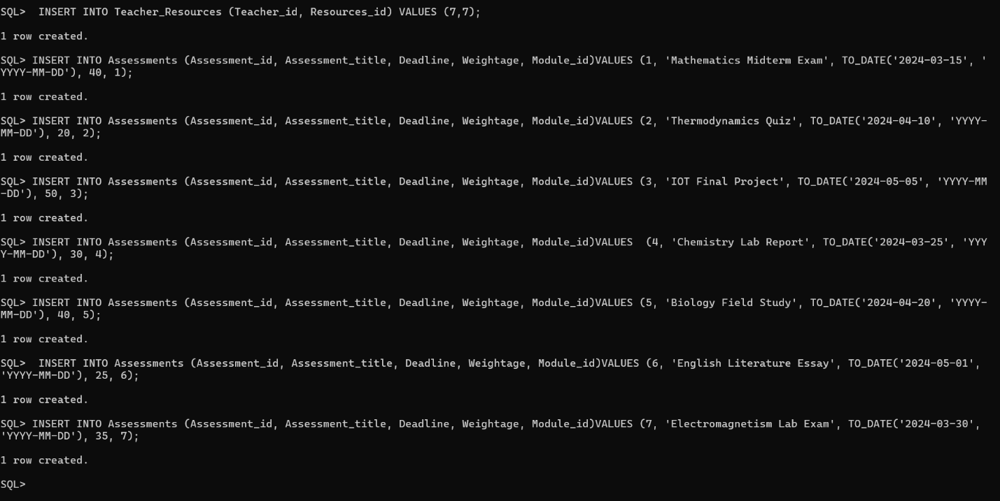 SQL>  INSERT INTO Teacher_Resources (Teacher_id, Resources_id) VALUES (7,7);
1 row created.
SQL> INSERT INTO Assessments (Assessment_id, Assessment_title, Deadline, Weightage, Module_id)VALUES (1, 'Mathematics Midterm Exam', TO_DATE('2024-03-15', '
YYYY-MM-DD'), 40, 1);
1 row created.
SQL> INSERT INTO Assessments (Assessment_id, Assessment_title, Deadline, Weightage, Module_id)VALUES (2, 'Thermodynamics Quiz', TO_DATE('2024-04-10', 'YYYY-
MM-DD'), 20, 2);
1 row created.
SQL> INSERT INTO Assessments (Assessment_id, Assessment_title, Deadline, Weightage, Module_id)VALUES (3, 'IOT Final Project', TO_DATE('2024-05-05', 'YYYY-MM
-DD'), 50, 3);
1 row created.
SQL> INSERT INTO Assessments (Assessment_id, Assessment_title, Deadline, Weightage, Module_id)VALUES  (4, 'Chemistry Lab Report', TO_DATE('2024-03-25', 'YYY
Y-MM-DD'), 30, 4);
1 row created.
SQL> INSERT INTO Assessments (Assessment_id, Assessment_title, Deadline, Weightage, Module_id)VALUES (5, 'Biology Field Study', TO_DATE('2024-04-20', 'YYYY-
MM-DD'), 40, 5);
1 row created.
SQL>  INSERT INTO Assessments (Assessment_id, Assessment_title, Deadline, Weightage, Module_id)VALUES (6, 'English Literature Essay', TO_DATE('2024-05-01',
'YYYY-MM-DD'), 25, 6);
1 row created.
SQL> INSERT INTO Assessments (Assessment_id, Assessment_title, Deadline, Weightage, Module_id)VALUES (7, 'Electromagnetism Lab Exam', TO_DATE('2024-03-30',
'YYYY-MM-DD'), 35, 7);
1 row created.
SQL>